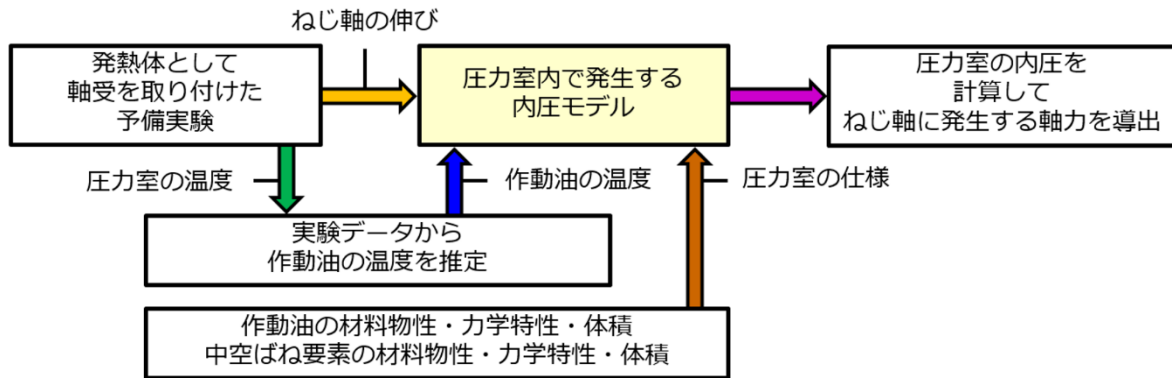 ねじ軸の伸び
発熱体として
軸受を取り付けた
予備実験
圧力室内で発生する
内圧モデル
圧力室の内圧を
計算して
ねじ軸に発生する軸力を導出
圧力室の温度
作動油の温度
圧力室の仕様
実験データから
作動油の温度を推定
作動油の材料物性・力学特性・体積
中空ばね要素の材料物性・力学特性・体積